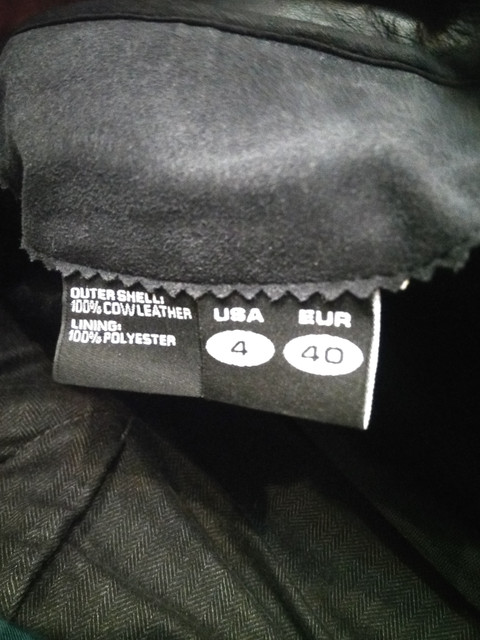 OUTER SHELL:
100% COW LEATHER
LINING:
100% POLYESTER
USA EUR
4 40